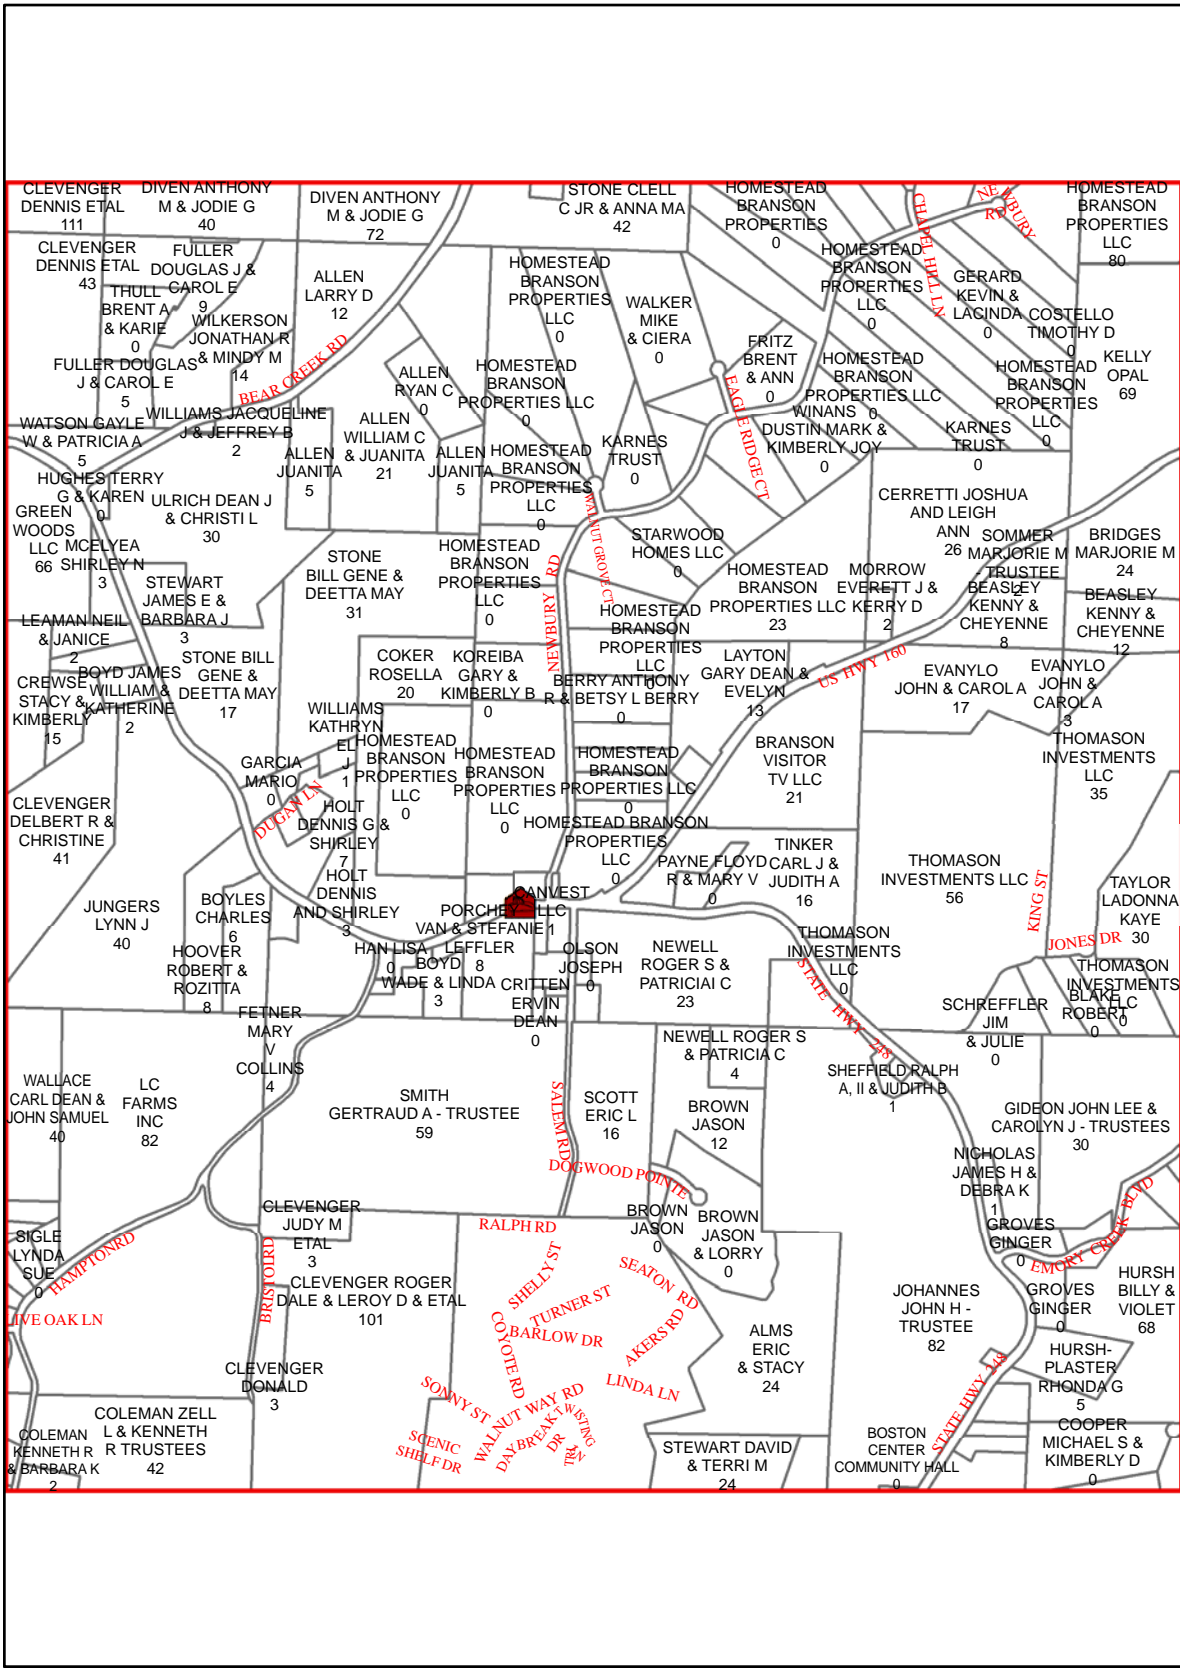 CLEVENGER
DENNIS ETAL
111
DIVEN ANTHONY
M & JODIE G
40
DIVEN ANTHONY
M & JODIE G
72
STONE CLELL
C JR & ANNA MA
42
HOMESTEAD
BRANSON
PROPERTIES
0
CHAPEL HILL LN
NEWBURY
RD
HOMESTEAD
BRANSON
PROPERTIES
LLC
80
CLEVENGER
DENNIS ETAL
43
FULLER
DOUGLAS J &
CAROL E
9
THULL
BRENT A
& KARIE
0
WILKERSON
JONATHAN R
& MINDY M
14
ALLEN
LARRY D
12
BEAR CREEK RD
HOMESTEAD
BRANSON
PROPERTIES
LLC
0
WALKER
MIKE
& CIERA
0
HOMESTEAD
BRANSON
PROPERTIES
LLC
0
GERARD
KEVIN &
LACINDA
0
COSTELLO
TIMOTHY D
0
KELLY
OPAL
69
FULLER DOUGLAS
J & CAROL E
5
ALLEN
RYAN C
0
HOMESTEAD
BRANSON
PROPERTIES LLC
0
FRITZ
BRENT
& ANN
0
HOMESTEAD
BRANSON
PROPERTIES LLC
0
HOMESTEAD
BRANSON
PROPERTIES
LLC
0
EAGLE RIDGE CT
WATSON GAYLE
W & PATRICIA A
5
WILLIAMS JACQUELINE
J & JEFFREY B
2
ALLEN
JUANITA
5
ALLEN
WILLIAM C
& JUANITA
21
ALLEN
JUANITA
5
HOMESTEAD
BRANSON
PROPERTIES
LLC
0
KARNES
TRUST
0
WINANS
DUSTIN MARK &
KIMBERLY JOY
0
KARNES
TRUST
0
HUGHES TERRY
G & KAREN
0
ULRICH DEAN J
& CHRISTI L
30
WALNUT GROVE CT
CERRETTI JOSHUA
AND LEIGH
ANN
26
GREEN
WOODS
LLC
66
MCELYEA
SHIRLEY N
3
STEWART
JAMES E &
BARBARA J
3
STONE
BILL GENE &
DEETTA MAY
31
HOMESTEAD
BRANSON
PROPERTIES
LLC
0
NEWBURY RD
STARWOOD
HOMES LLC
0
HOMESTEAD
BRANSON
PROPERTIES LLC
23
MORROW
EVERETT J &
KERRY D
2
SOMMER
MARJORIE M
- TRUSTEE
2
BRIDGES
MARJORIE M
24
BEASLEY
KENNY &
CHEYENNE
8
BEASLEY
KENNY &
CHEYENNE
12
LEAMAN NEIL
& JANICE
2
STONE BILL
GENE &
DEETTA MAY
17
COKER
ROSELLA
20
KOREIBA
GARY &
KIMBERLY B
0
HOMESTEAD
BRANSON
PROPERTIES
LLC
0
BERRY ANTHONY
R & BETSY L BERRY
0
LAYTON
GARY DEAN &
EVELYN
13
US HWY 160
EVANYLO
JOHN & CAROL A
17
EVANYLO
JOHN &
CAROL A
3
CREWSE
STACY &
KIMBERLY
15
BOYD JAMES
WILLIAM &
KATHERINE
2
WILLIAMS
KATHRYN
EL
J
1
GARCIA
MARIO
0
DUGAN LN
HOMESTEAD
BRANSON
PROPERTIES
LLC
0
HOMESTEAD
BRANSON
PROPERTIES
LLC
0
HOMESTEAD
BRANSON
PROPERTIES LLC
0
BRANSON
VISITOR
TV LLC
21
THOMASON
INVESTMENTS
LLC
35
CLEVENGER
DELBERT R &
CHRISTINE
41
HOLT
DENNIS G &
SHIRLEY
7
HOMESTEAD BRANSON
PROPERTIES
LLC
0
PAYNE FLOYD
R & MARY V
0
TINKER
CARL J &
JUDITH A
16
THOMASON
INVESTMENTS LLC
56
KING ST
TAYLOR
LADONNA
KAYE
30
JUNGERS
LYNN J
40
BOYLES
CHARLES
6
HOLT
DENNIS
AND SHIRLEY
3
VAN & STEFANIE
LEFFLER
8
1
HAN LISA
0
BOYD
WADE & LINDA
3
OLSON
JOSEPH
0
NEWELL
ROGER S &
PATRICIAI C
23
THOMASON
INVESTMENTS
LLC
0
STATE HWY 248
JONES DR
HOOVER
ROBERT &
ROZITTA
8
CRITTEN
ERVIN
DEAN
0
SCHREFFLER
JIM
& JULIE
0
THOMASON
INVESTMENTS
LLC
0
BLAKE
ROBERT
0
FETNER
MARY
V
COLLINS
4
NEWELL ROGER S
& PATRICIA C
4
SHEFFIELD RALPH
A, II & JUDITH B
1
WALLACE
CARL DEAN &
JOHN SAMUEL
40
LC
FARMS
INC
82
SMITH
GERTRAUD A - TRUSTEE
59
SALEM RD
SCOTT
ERIC L
16
BROWN
JASON
12
GIDEON JOHN LEE &
CAROLYN J - TRUSTEES
30
DOGWOOD POINTE
NICHOLAS
JAMES H &
DEBRA K
1
CLEVENGER
JUDY M
ETAL
3
RALPH RD
BROWN
JASON
0
BROWN
JASON
& LORRY
0
GROVES
GINGER
0
EMORY CREEK BLVD
SIGLE
LYNDA
SUE
0
HAMPTON RD
BRISTOL RD
CLEVENGER ROGER
DALE & LEROY D & ETAL
101
SHELLY ST
TURNER ST
SEATON RD
IVE OAK LN
COYOTE RD
BARLOW DR
AKERS RD
JOHANNES
JOHN H -
TRUSTEE
82
GROVES
GINGER
0
HURSH
BILLY &
VIOLET
68
ALMS
ERIC
& STACY
24
CLEVENGER
DONALD
3
SONNY ST
LINDA LN
HURSH-
PLASTER
RHONDA G
5
STATE HWY 248
COLEMAN ZELL
L & KENNETH
R TRUSTEES
42
WALNUT WAY RD
DAYBREAK
DR
TWISTING
SCENIC
SHELF DR
COLEMAN
KENNETH R
& BARBARA K
2
STEWART DAVID
& TERRI M
24
BOSTON
CENTER
COMMUNITY HALL
0
COOPER
MICHAEL S &
KIMBERLY D
0